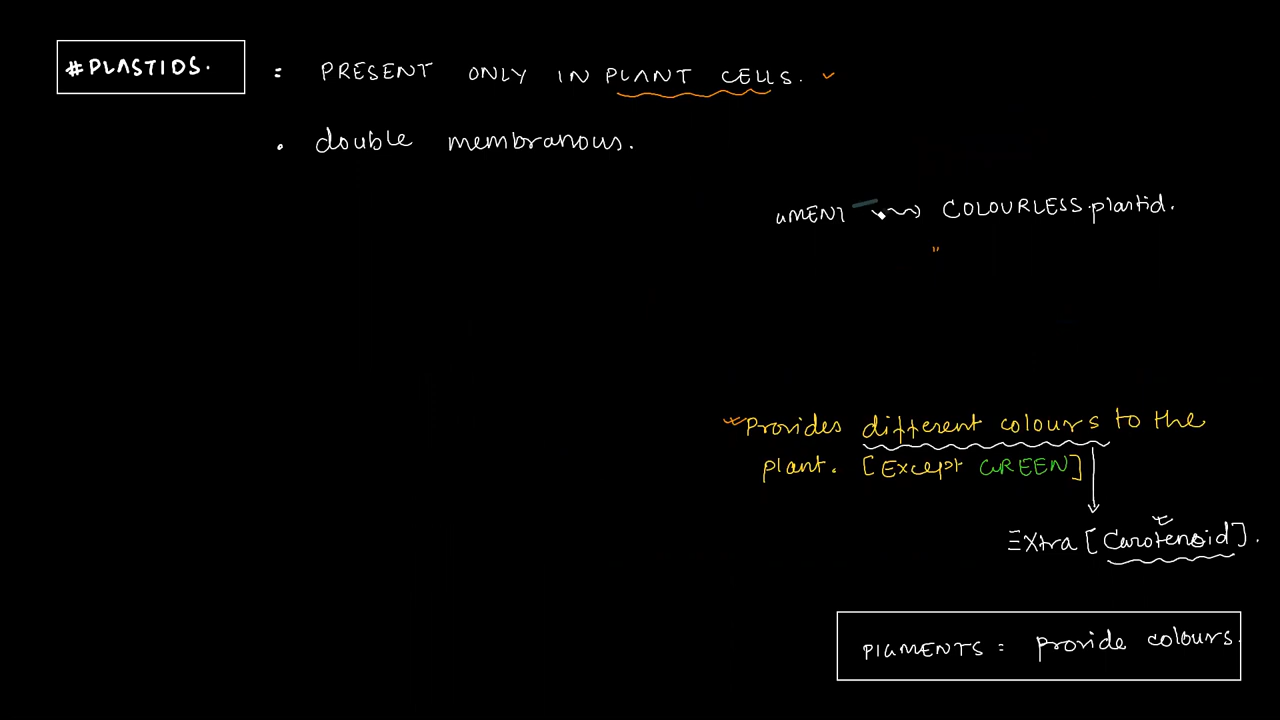 #PLASTIDS. : PRESENT ONLY IN PLANT CELLS.
. double membranous.
GMENT COLOURLESS plastid.
"
Provides different colours to the
plant. [Except GREEN]
Extra [Carotenoid].
PIGMENTS = provide colours.